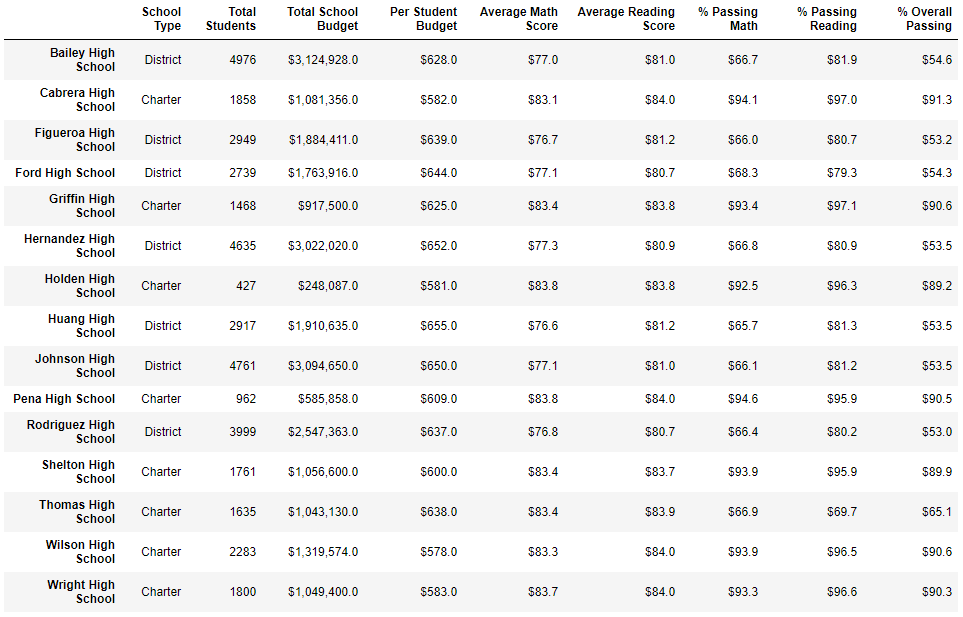 School Type Total Students Total School Budget Per Student Budget Average Math Score Average Reading Score % Passing Math % Passing Reading % Overall Passing
Bailey High School District 4976 $3,124,928.0 $628.0 $77.0 $81.0 $66.7 $81.9 $54.6
Cabrera High School Charter 1858 $1,081,356.0 $582.0 $83.1 $84.0 $94.1 $97.0 $91.3
Figueroa High School District 2949 $1,884,411.0 $639.0 $76.7 $81.2 $66.0 $80.7 $53.2
Ford High School District 2739 $1,763,916.0 $644.0 $77.1 $80.7 $68.3 $79.3 $54.3
Griffin High School Charter 1468 $917,500.0 $625.0 $83.4 $83.8 $93.4 $97.1 $90.6
Hernandez High School District 4635 $3,022,020.0 $652.0 $77.3 $80.9 $66.8 $80.9 $53.5
Holden High School Charter 427 $248,087.0 $581.0 $83.8 $83.8 $92.5 $96.3 $89.2
Huang High School District 2917 $1,910,635.0 $655.0 $76.6 $81.2 $65.7 $81.3 $53.5
Johnson High School District 4761 $3,094,650.0 $650.0 $77.1 $81.0 $66.1 $81.2 $53.5
Pena High School Charter 962 $585,858.0 $609.0 $83.8 $84.0 $94.6 $95.9 $90.5
Rodriguez High School District 3999 $2,547,363.0 $637.0 $76.8 $80.7 $66.4 $80.2 $53.0
Shelton High School Charter 1761 $1,056,600.0 $600.0 $83.4 $83.7 $93.9 $95.9 $89.9
Thomas High School Charter 1635 $1,043,130.0 $638.0 $83.4 $83.9 $66.9 $69.7 $65.1
Wilson High School Charter 2283 $1,319,574.0 $578.0 $83.3 $84.0 $93.9 $96.5 $90.6
Wright High School Charter 1800 $1,049,400.0 $583.0 $83.7 $84.0 $93.3 $96.6 $90.3